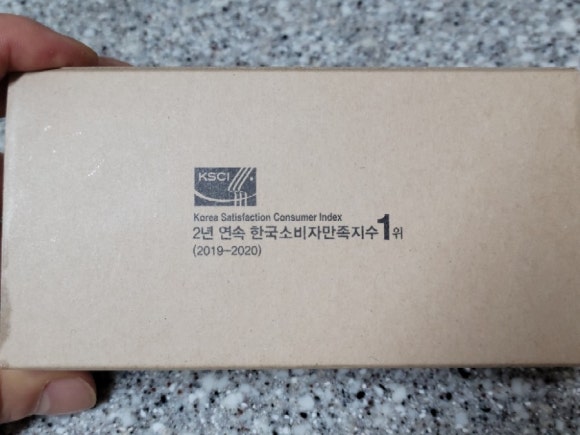 KSCI
Korea Satisfaction Consumer Index
2년 연속 한국소비자만족지수1위
(2019~2020)